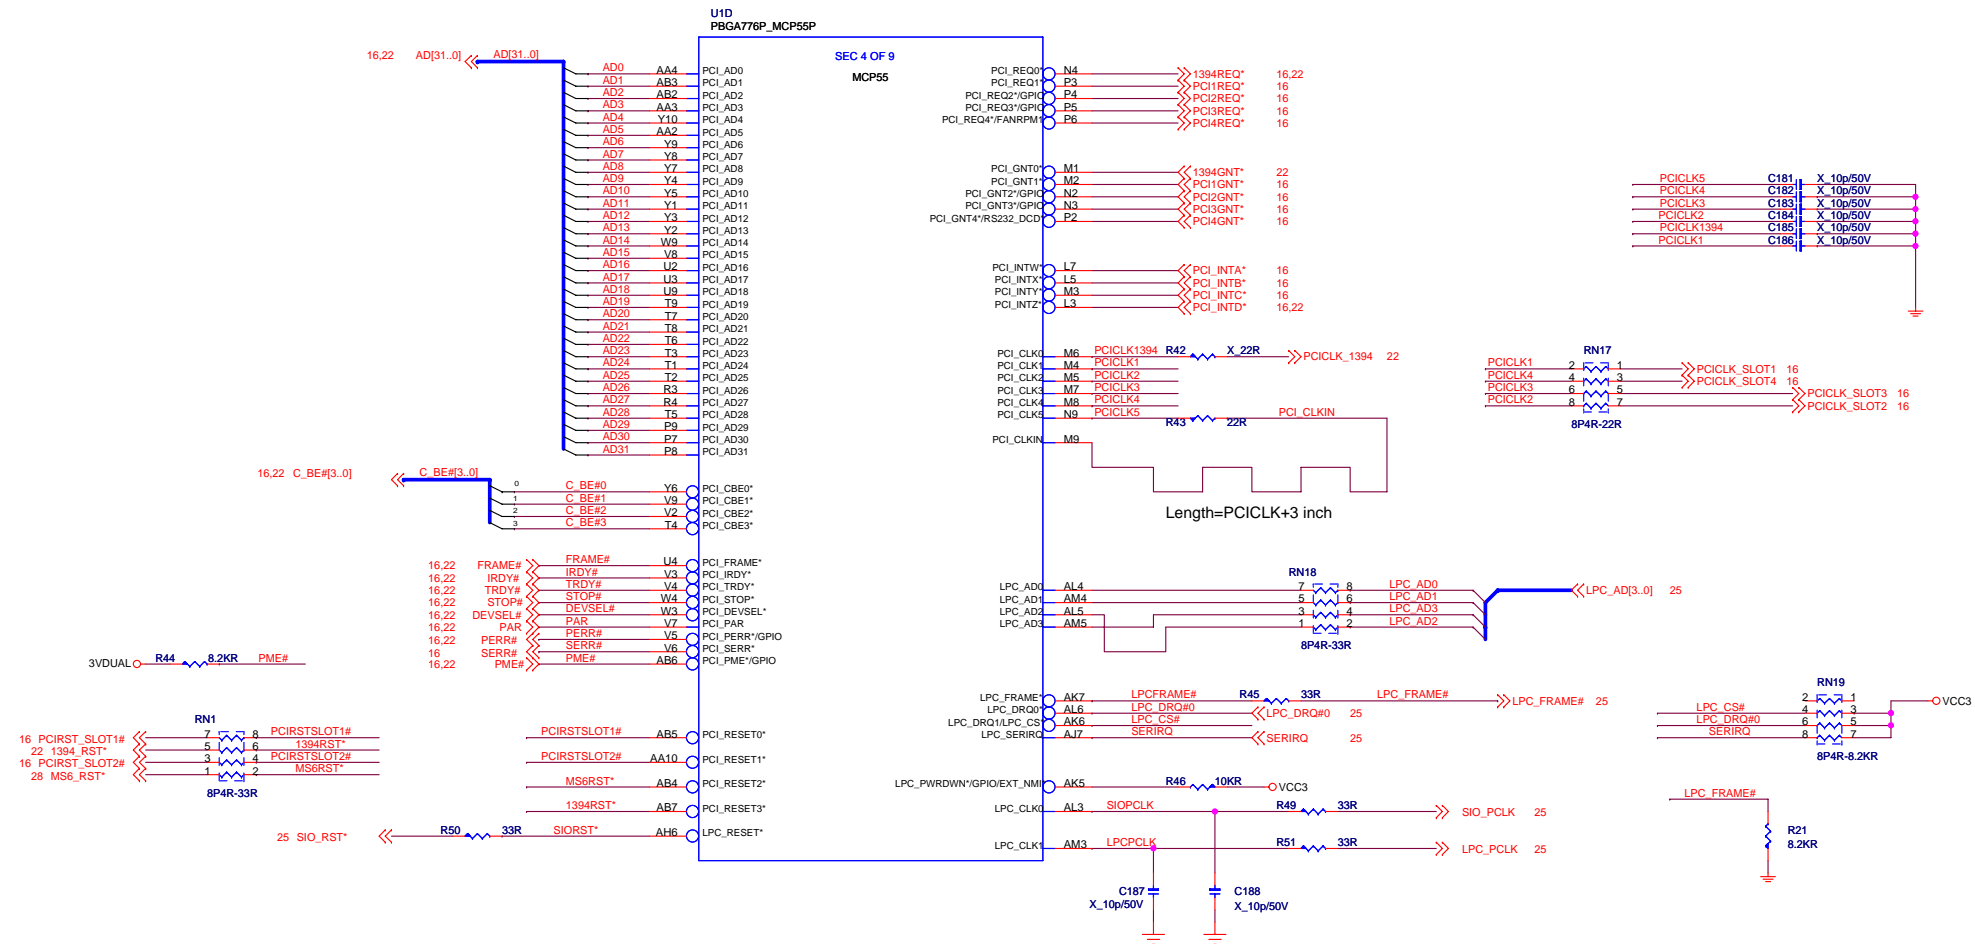 U1D
PBGA776P_MCP55P
SEC 4 OF 9
MCP55
16,22 AD[31..0] AD[31..0]
AD0 AA4 PCI_AD0
AD1 AB3 PCI_AD1
AD2 AB2 PCI_AD2
AD3 AA3 PCI_AD3
AD4 Y10 PCI_AD4
AD5 AA2 PCI_AD5
AD6 Y9 PCI_AD6
AD7 Y8 PCI_AD7
AD8 Y7 PCI_AD8
AD9 Y4 PCI_AD9
AD10 Y5 PCI_AD10
AD11 Y1 PCI_AD11
AD12 Y3 PCI_AD12
AD13 Y2 PCI_AD13
AD14 W9 PCI_AD14
AD15 V8 PCI_AD15
AD16 U2 PCI_AD16
AD17 U3 PCI_AD17
AD18 U9 PCI_AD18
AD19 T9 PCI_AD19
AD20 T7 PCI_AD20
AD21 T8 PCI_AD21
AD22 T6 PCI_AD22
AD23 T3 PCI_AD23
AD24 T1 PCI_AD24
AD25 T2 PCI_AD25
AD26 R3 PCI_AD26
AD27 R4 PCI_AD27
AD28 T5 PCI_AD28
AD29 P9 PCI_AD29
AD30 P7 PCI_AD30
AD31 P8 PCI_AD31
16,22 C_BE#[3..0] C_BE#[3..0]
0 C_BE#0 Y6 PCI_CBE0*
1 C_BE#1 V9 PCI_CBE1*
2 C_BE#2 V2 PCI_CBE2*
3 C_BE#3 T4 PCI_CBE3*
16,22 FRAME# FRAME# U4 PCI_FRAME*
16,22 IRDY# IRDY# V3 PCI_IRDY*
16,22 TRDY# TRDY# V4 PCI_TRDY*
16,22 STOP# STOP# W4 PCI_STOP*
16,22 DEVSEL# DEVSEL# W3 PCI_DEVSEL*
16,22 PAR PAR V7 PCI_PAR
16,22 PERR# PERR# V5 PCI_PERR*/GPIO
16 SERR# SERR# V6 PCI_SERR*
16,22 PME# PME# AB6 PCI_PME*/GPIO
3VDUAL R44 8.2KR PME#
RN1
16 PCIRST_SLOT1# 7 8 PCIRSTSLOT1#
22 1394_RST* 5 6 1394RST*
16 PCIRST_SLOT2# 3 4 PCIRSTSLOT2#
28 MS6_RST* 1 2 MS6RST*
8P4R-33R
PCIRSTSLOT1# AB5 PCI_RESET0*
PCIRSTSLOT2# AA10 PCI_RESET1*
MS6RST* AB4 PCI_RESET2*
1394RST* AB7 PCI_RESET3*
25 SIO_RST* R50 33R SIORST* AH6 LPC_RESET*
PCI_REQ0* N4 1394REQ* 16,22
PCI_REQ1* P3 PCI1REQ* 16
PCI_REQ2*/GPIO P4 PCI2REQ* 16
PCI_REQ3*/GPIO P5 PCI3REQ* 16
PCI_REQ4*/FANRPM1 P6 PCI4REQ* 16
PCI_GNT0* M1 1394GNT* 22
PCI_GNT1* M2 PCI1GNT* 16
PCI_GNT2*/GPIO N2 PCI2GNT* 16
PCI_GNT3*/GPIO N3 PCI3GNT* 16
PCI_GNT4*/RS232_DCD* P2 PCI4GNT* 16
PCI_INTW* L7 PCI_INTA* 16
PCI_INTX* L5 PCI_INTB* 16
PCI_INTY* M3 PCI_INTC* 16
PCI_INTZ* L3 PCI_INTD* 16,22
PCI_CLK0 M6 PCICLK1394 R42 X_22R PCICLK_1394 22
PCI_CLK1 M4 PCICLK1
PCI_CLK2 M5 PCICLK2
PCI_CLK3 M7 PCICLK3
PCI_CLK4 M8 PCICLK4
PCI_CLK5 N9 PCICLK5 R43 22R PCI_CLKIN
PCI_CLKIN M9
Length=PCICLK+3 inch
RN18
LPC_AD0 AL4 7 8 LPC_AD0
LPC_AD1 AM4 5 6 LPC_AD1
LPC_AD2 AL5 3 4 LPC_AD3
LPC_AD3 AM5 1 2 LPC_AD2
LPC_AD[3..0] 25
8P4R-33R
LPC_FRAME* AK7 LPCFRAME# R45 33R LPC_FRAME# LPC_FRAME# 25
LPC_DRQ0* AL6 LPC_DRQ#0 LPC_DRQ#0 25
LPC_DRQ1/LPC_CS* AK6 LPC_CS#
LPC_SERIRQ AJ7 SERIRQ SERIRQ 25
LPC_PWRDWN*/GPIO/EXT_NMI* AK5 R46 10KR VCC3
LPC_CLK0 AL3 SIOPCLK R49 33R SIO_PCLK 25
LPC_CLK1 AM3 LPCPCLK R51 33R LPC_PCLK 25
C187 X_10p/50V
C188 X_10p/50V
PCICLK5 C181 X_10p/50V
PCICLK4 C182 X_10p/50V
PCICLK3 C183 X_10p/50V
PCICLK2 C184 X_10p/50V
PCICLK1394 C185 X_10p/50V
PCICLK1 C186 X_10p/50V
RN17
PCICLK1 2 1 PCICLK_SLOT1 16
PCICLK4 4 3 PCICLK_SLOT4 16
PCICLK3 6 5 PCICLK_SLOT3 16
PCICLK2 8 7 PCICLK_SLOT2 16
8P4R-22R
RN19
2 1 VCC3
LPC_CS# 4 3
LPC_DRQ#0 6 5
SERIRQ 8 7
8P4R-8.2KR
LPC_FRAME#
R21
8.2KR